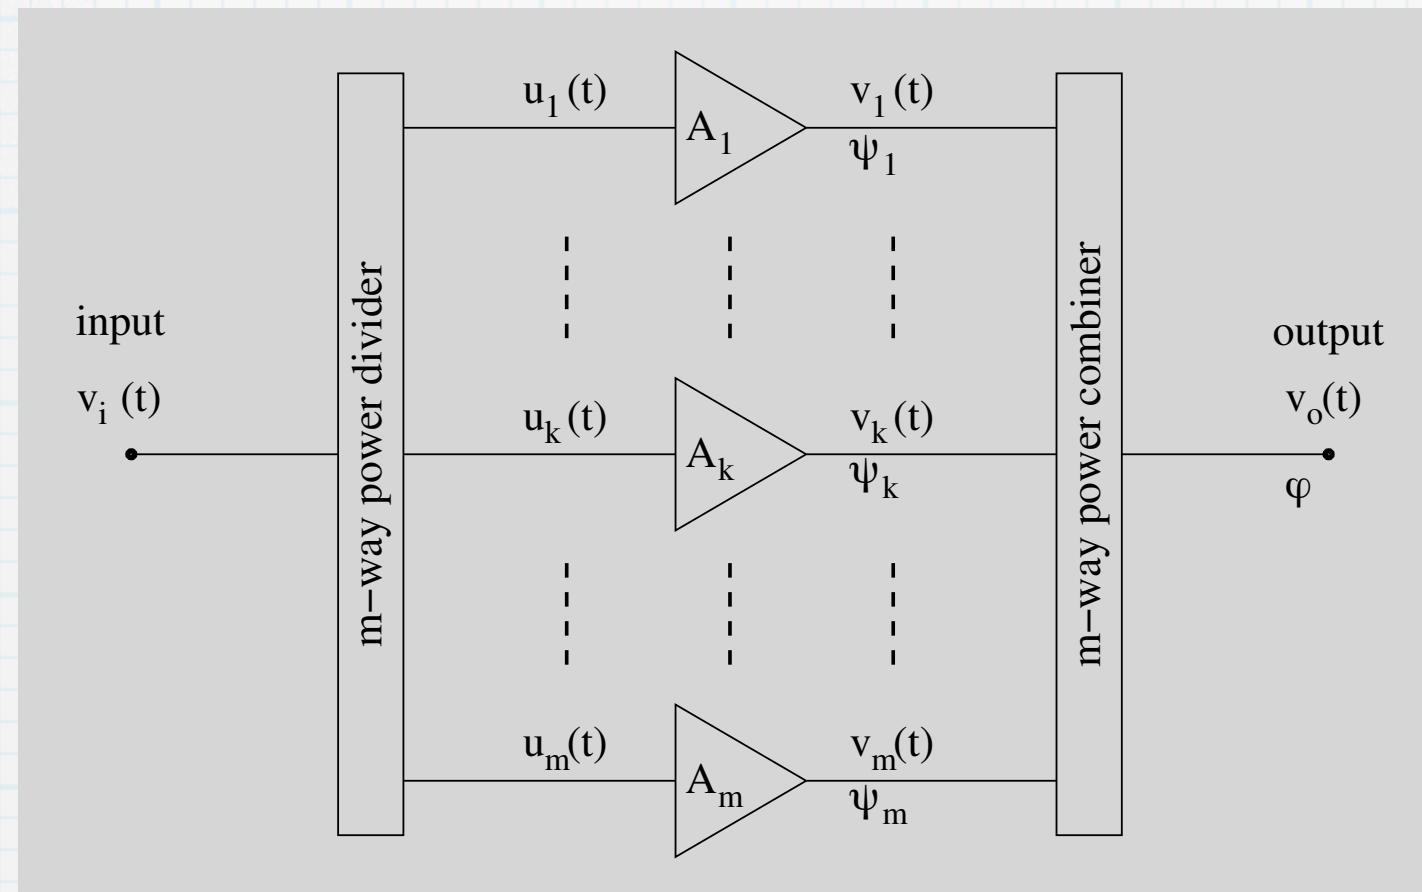 u₁ (t)
v₁ (t)
A₁
ψ₁
m−way power divider
m−way power combiner
input
output
vᵢ (t)
vₒ(t)
uₖ (t)
vₖ (t)
Aₖ
ψₖ
φ
uₘ(t)
vₘ(t)
Aₘ
ψₘ